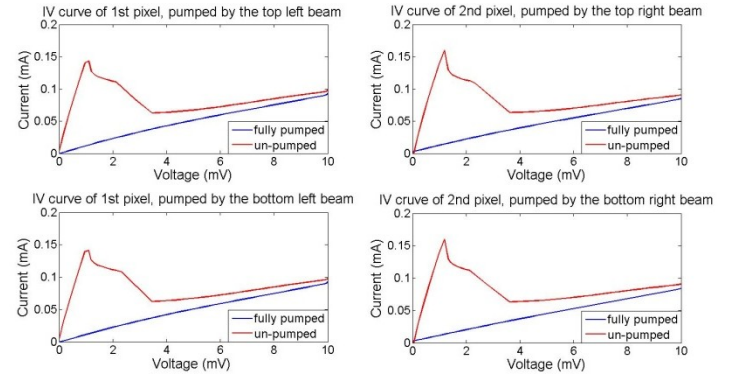 IV curve of 1st pixel, pumped by the top left beam
0.2
0.15
0.1
0.05
0
Current (mA)
fully pumped
un-pumped
0 2 4 6 8 10
Voltage (mV)
IV curve of 2nd pixel, pumped by the top right beam
0.2
0.15
0.1
0.05
0
Current (mA)
fully pumped
un-pumped
0 2 4 6 8 10
Voltage (mV)
IV curve of 1st pixel, pumped by the bottom left beam
0.2
0.15
0.1
0.05
0
Current (mA)
fully pumped
un-pumped
0 2 4 6 8 10
Voltage (mV)
IV cruve of 2nd pixel, pumped by the bottom right beam
0.2
0.15
0.1
0.05
0
Current (mA)
fully pumped
un-pumped
0 2 4 6 8 10
Voltage (mV)